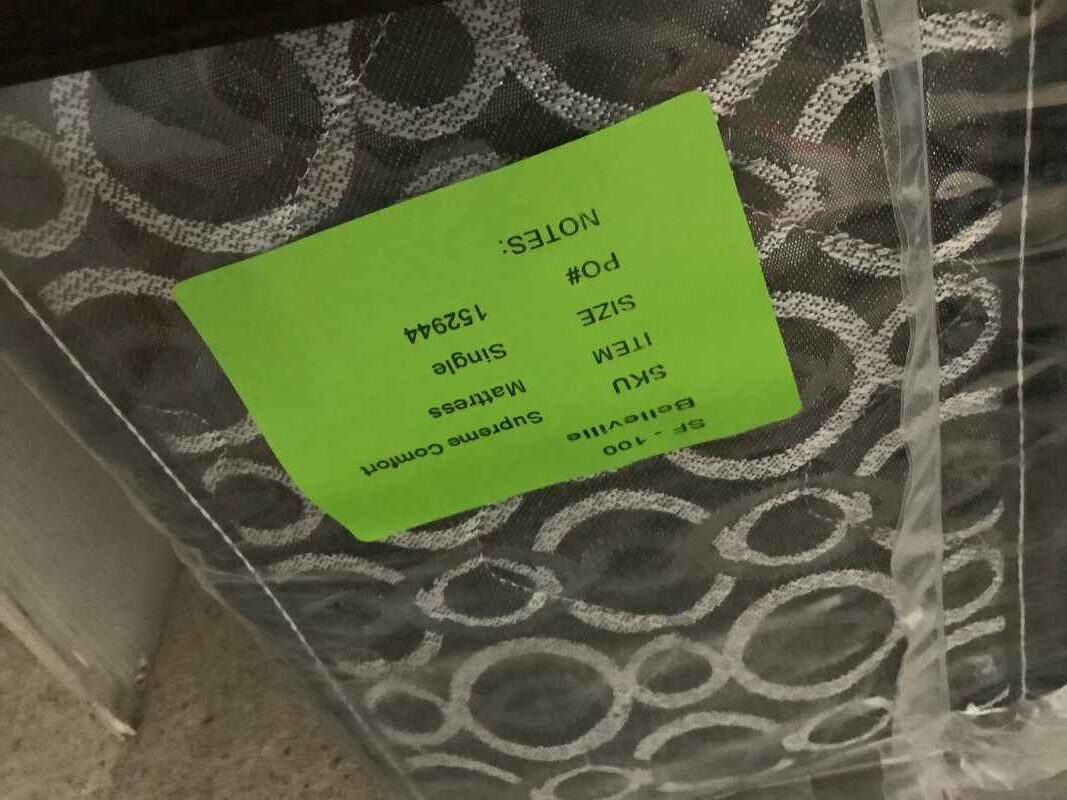 SF - 100
Belleville
SKU Supreme Comfort
ITEM Mattress
SIZE Single
PO# 152944
NOTES: